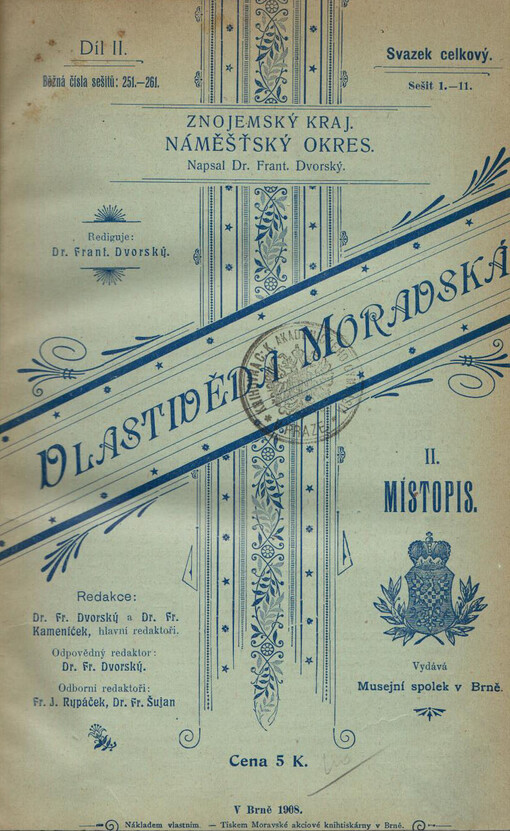 Díl II.
Běžná čísla sešitů: 251.—261.
Svazek celkový.
Sešit 1.—11.
ZNOJEMSKÝ KRAJ.
NÁMĚŠŤSKÝ OKRES.
Napsal Dr. Frant. Dvorský.
Rediguje:
Dr. Frant. Dvorský.
VLASTIVĚDA MORAVSKÁ
KNIHOVNA C. K. AKADEMIE
V PRAZE
II.
MÍSTOPIS.
Redakce:
Dr. Fr. Dvorský a Dr. Fr.
Kameníček, hlavní redaktoři.
Odpovědný redaktor:
Dr. Fr. Dvorský.
Odborní redaktoři:
Fr. J. Rypáček, Dr. Fr. Šujan
Vydává
Musejní spolek v Brně.
Cena 5 K.
V Brně 1908.
Nákladem vlastním. — Tiskem Moravské akciové knihtiskárny v Brně.